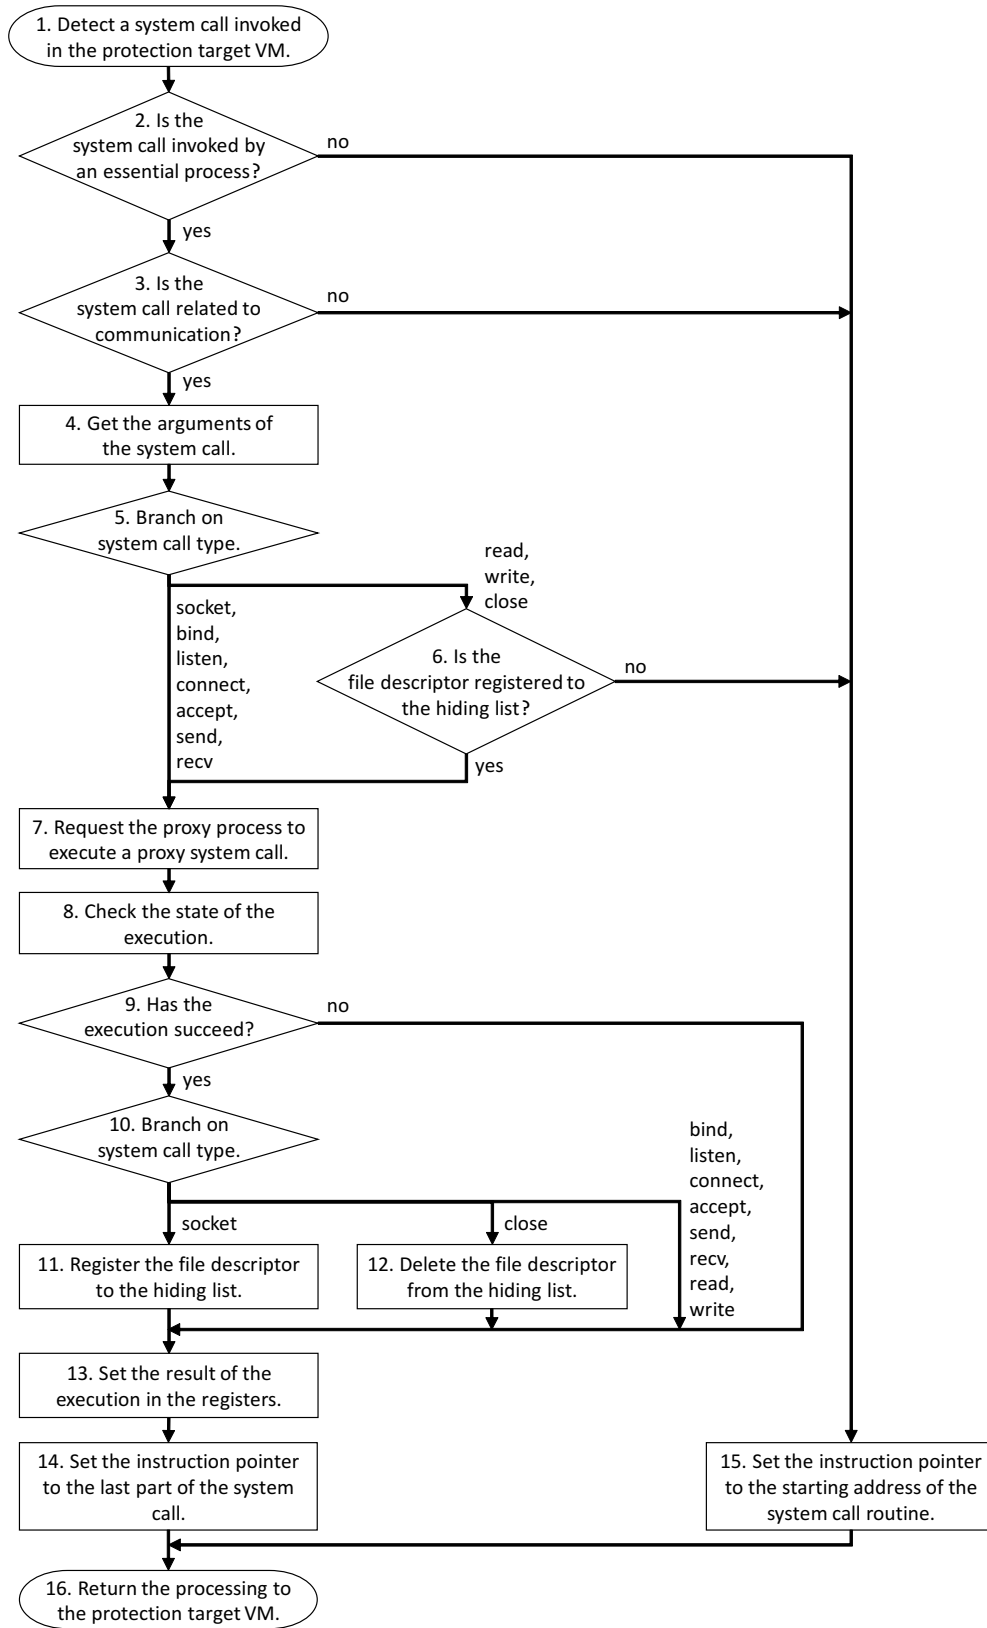 1. Detect a system call invoked
in the protection target VM.
2. Is the
system call invoked by
an essential process?
no
yes
3. Is the
system call related to
communication?
no
yes
4. Get the arguments of
the system call.
5. Branch on
system call type.
read,
write,
close
socket,
bind,
listen,
connect,
accept,
send,
recv
6. Is the
file descriptor registered to
the hiding list?
no
yes
7. Request the proxy process to
execute a proxy system call.
8. Check the state of the
execution.
9. Has the
execution succeed?
no
yes
10. Branch on
system call type.
bind,
listen,
connect,
accept,
send,
recv,
read,
write
socket
close
11. Register the file descriptor
to the hiding list.
12. Delete the file descriptor
from the hiding list.
13. Set the result of the
execution in the registers.
14. Set the instruction pointer
to the last part of the system
call.
15. Set the instruction pointer
to the starting address of the
system call routine.
16. Return the processing to
the protection target VM.